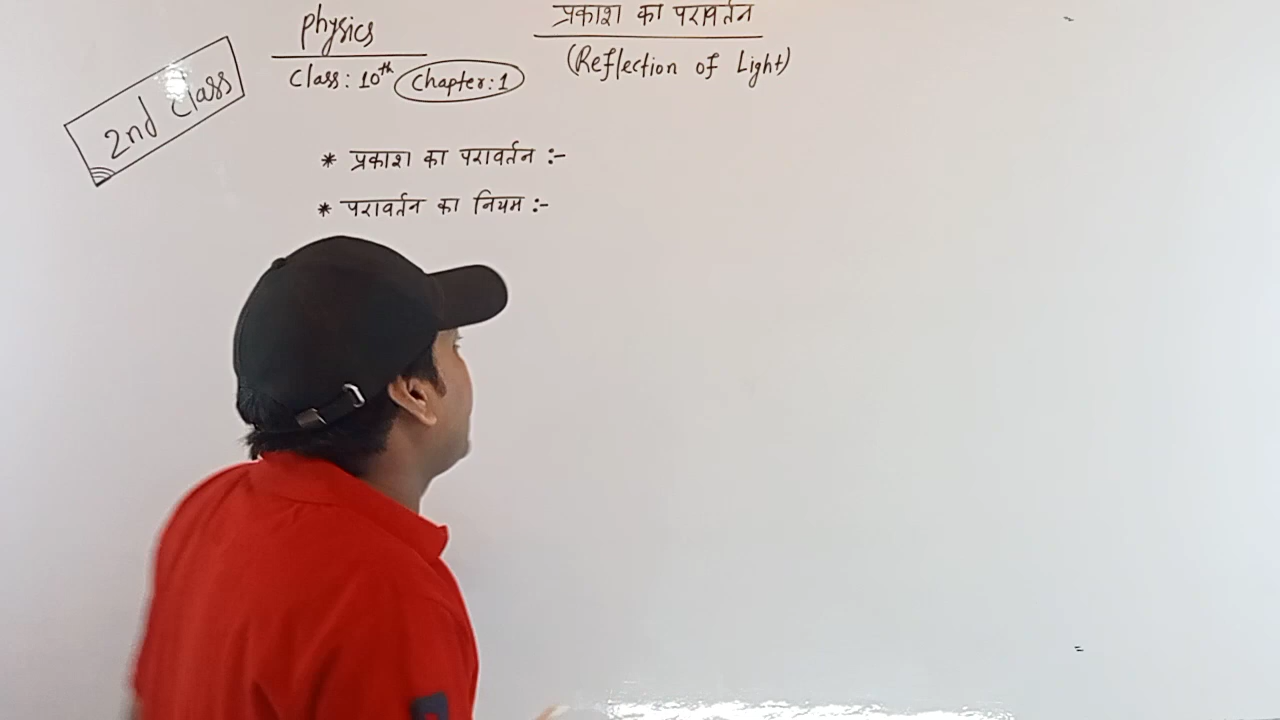 physics
Class: 10th Chapter: 1
प्रकाश का परावर्तन
(Reflection of Light)
2nd Class
* प्रकाश का परावर्तन :-
* परावर्तन का नियम :-